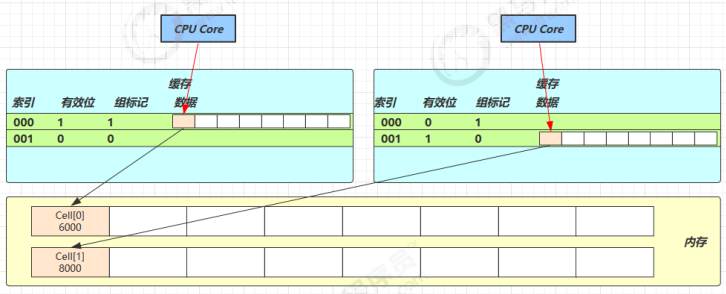 CPU Core
CPU Core
缓存
索引 有效位 组标记 数据
000 1 1
001 0 0
缓存
索引 有效位 组标记 数据
000 0 1
001 1 0
Cell[0]
6000
Cell[1]
8000
内存